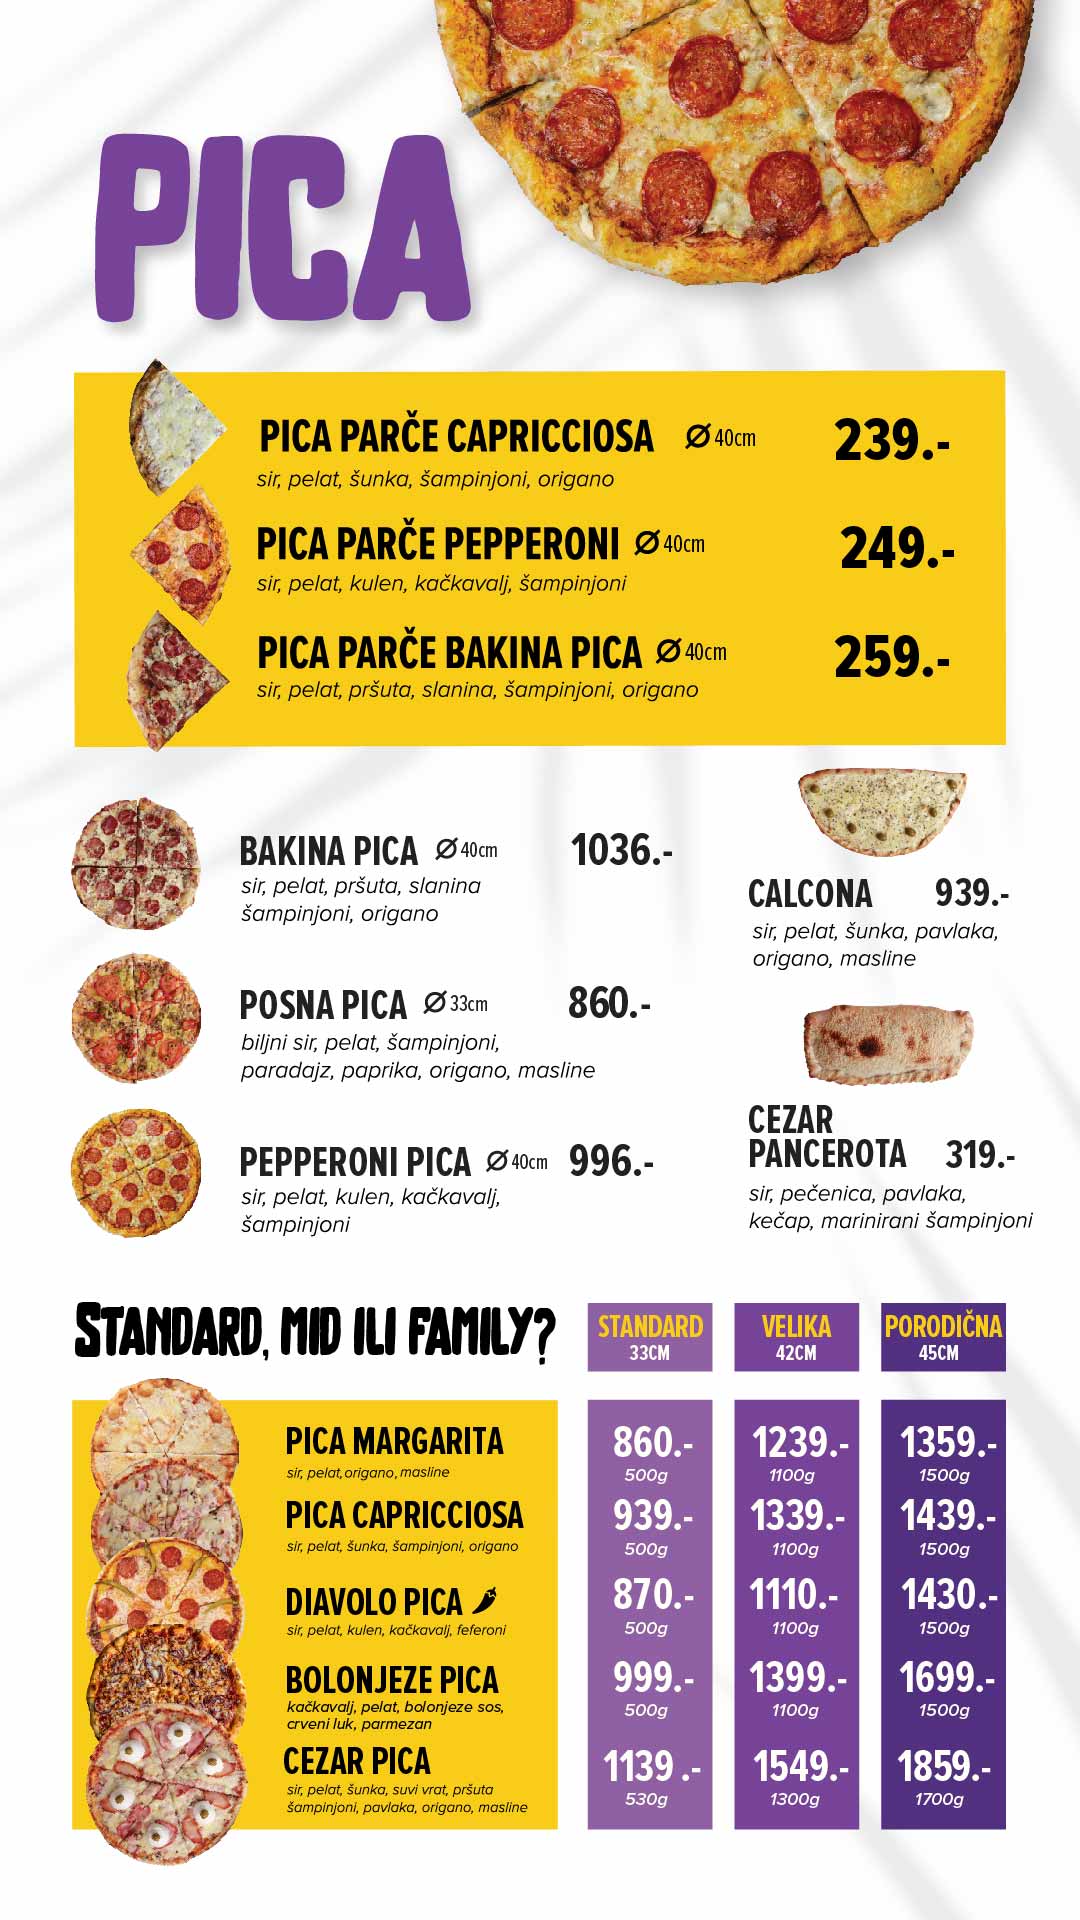 PICA
PICA PARČE CAPRICCIOSA Ø 40cm 239.-
sir, pelat, šunka, šampinjoni, origano
PICA PARČE PEPPERONI Ø 40cm 249.-
sir, pelat, kulen, kačkavalj, šampinjoni
PICA PARČE BAKINA PICA Ø 40cm 259.-
sir, pelat, pršuta, slanina, šampinjoni, origano
BAKINA PICA Ø 40cm 1036.-
sir, pelat, pršuta, slanina
šampinjoni, origano
POSNA PICA Ø 33cm 860.-
biljni sir, pelat, šampinjoni,
paradajz, paprika, origano, masline
PEPPERONI PICA Ø 40cm 996.-
sir, pelat, kulen, kačkavalj,
šampinjoni
CALCONA 939.-
sir, pelat, šunka, pavlaka,
origano, masline
CEZAR
PANCEROTA 319.-
sir, pečenica, pavlaka,
kečap, marinirani šampinjoni
STANDARD, MID ILI FAMILY?
STANDARD VELIKA PORODIČNA
33CM 42CM 45CM
PICA MARGARITA 860.- 1239.- 1359.-
sir, pelat, origano, masline 500g 1100g 1500g
PICA CAPRICCIOSA 939.- 1339.- 1439.-
sir, pelat, šunka, šampinjoni, origano 500g 1100g 1500g
DIAVOLO PICA 870.- 1110.- 1430.-
sir, pelat, kulen, kačkavalj, feferoni 500g 1100g 1500g
BOLONJEZE PICA 999.- 1399.- 1699.-
kačkavalj, pelat, bolonjeze sos, 500g 1100g 1500g
crveni luk, parmezan
CEZAR PICA 1139 .- 1549.- 1859.-
sir, pelat, šunka, suvi vrat, pršuta 530g 1300g 1700g
šampinjoni, pavlaka, origano, masline